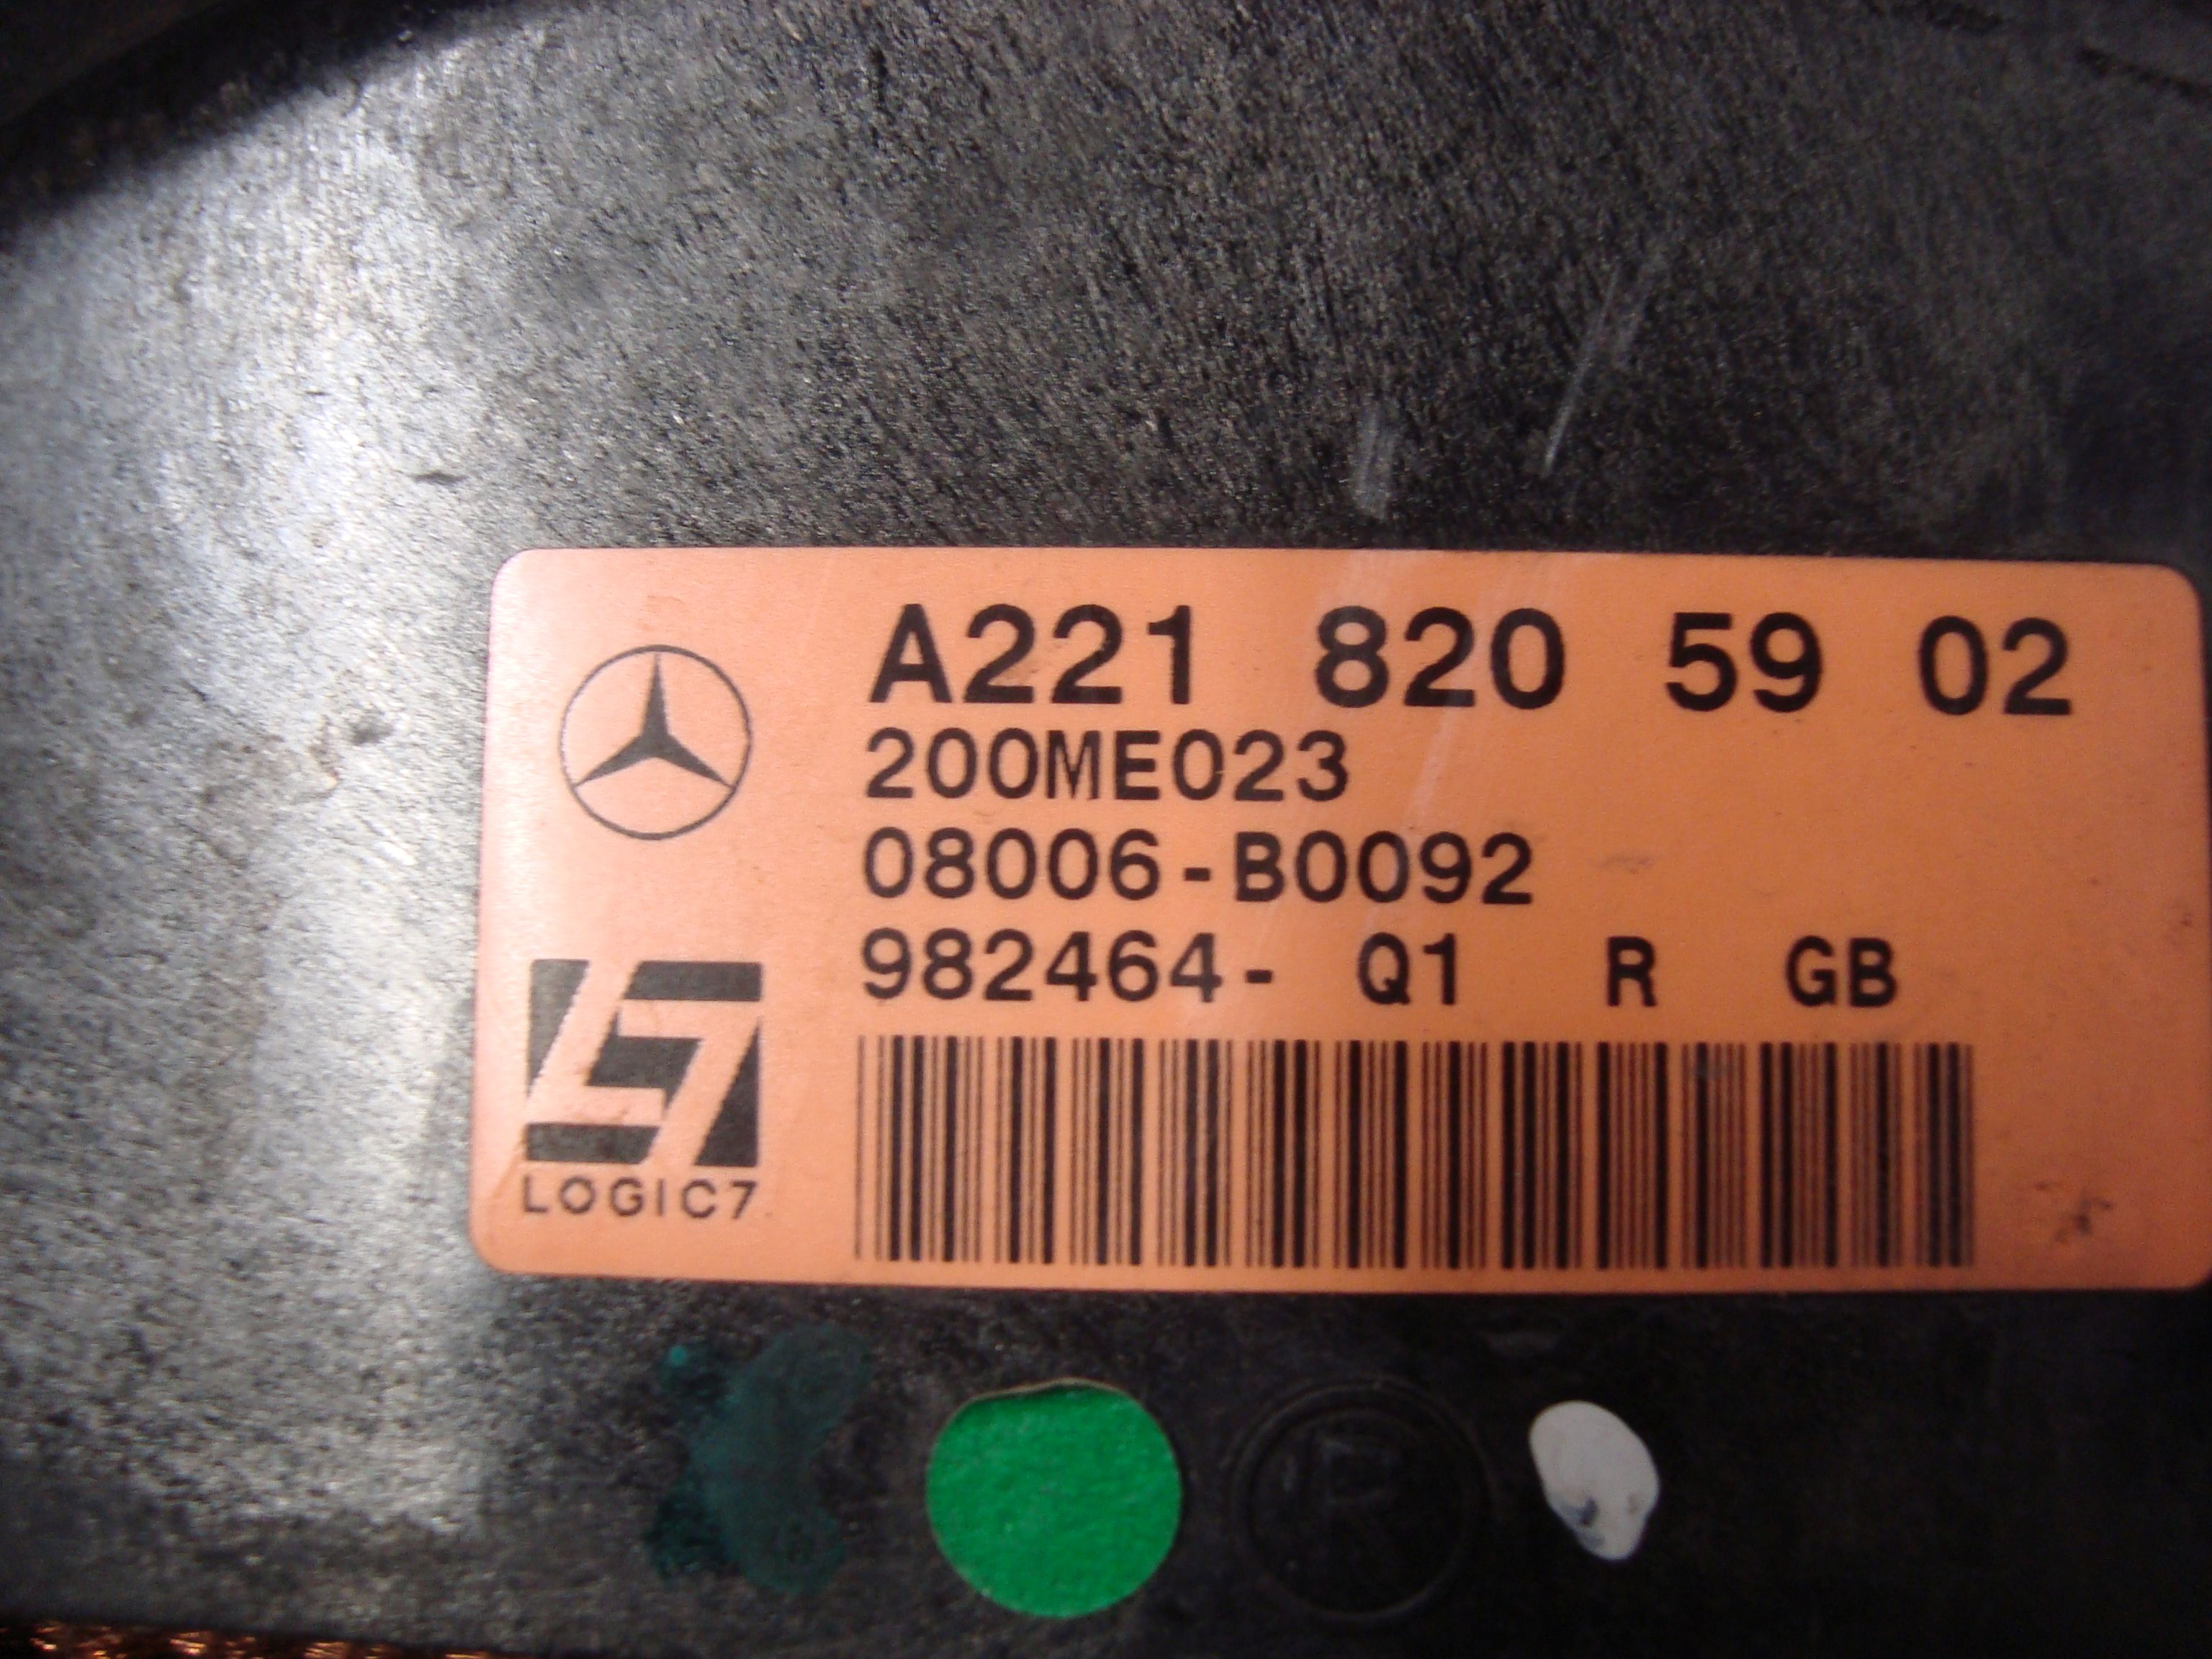 A221 820 59 02
200ME023
08006-B0092
982464- Q1 R GB
LOGIC7
R